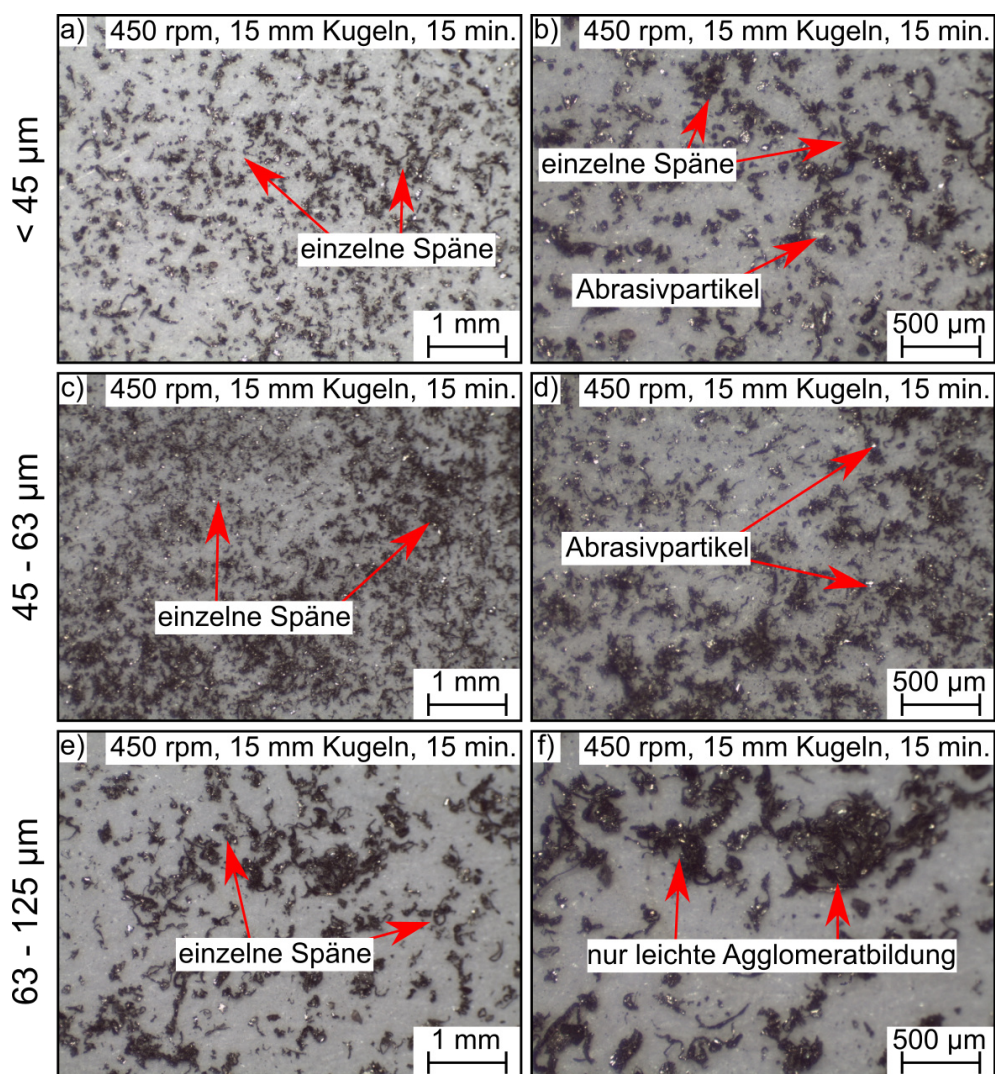 < 45 µm
a) 450 rpm, 15 mm Kugeln, 15 min.
einzelne Späne
1 mm
b) 450 rpm, 15 mm Kugeln, 15 min.
einzelne Späne
Abrasivpartikel
500 µm
45 - 63 µm
c) 450 rpm, 15 mm Kugeln, 15 min.
einzelne Späne
1 mm
d) 450 rpm, 15 mm Kugeln, 15 min.
Abrasivpartikel
500 µm
63 - 125 µm
e) 450 rpm, 15 mm Kugeln, 15 min.
einzelne Späne
1 mm
f) 450 rpm, 15 mm Kugeln, 15 min.
nur leichte Agglomeratbildung
500 µm